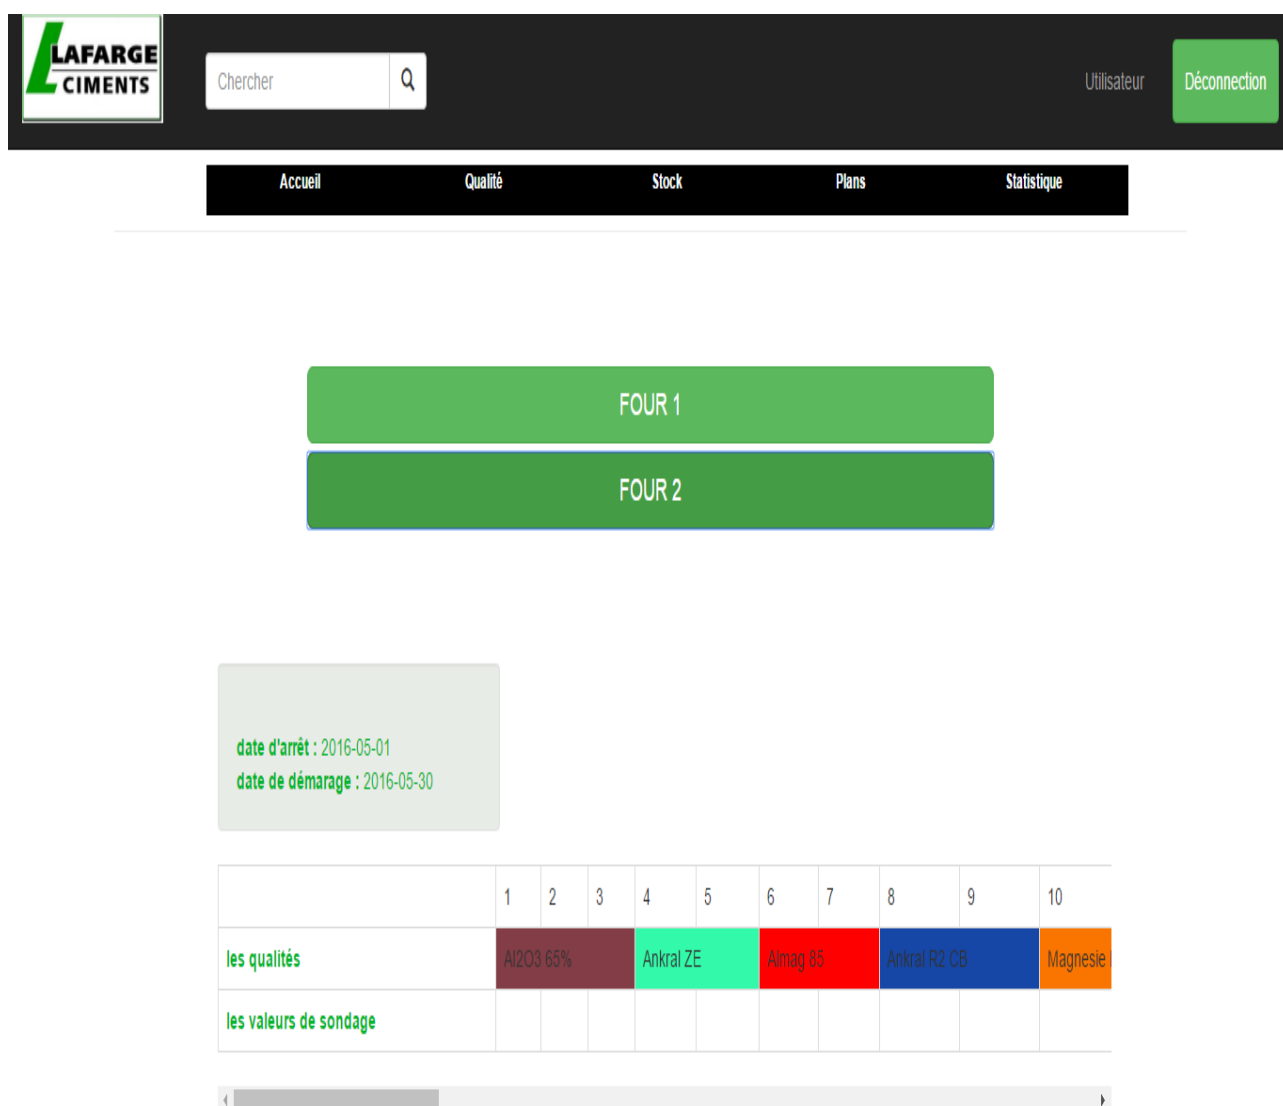 LAFARGE
CIMENTS
Chercher
Utilisateur
Déconnection
Accueil Qualité Stock Plans Statistique
FOUR 1
FOUR 2
date d'arrêt : 2016-05-01
date de démarage : 2016-05-30
1 2 3 4 5 6 7 8 9 10
les qualités Al2O3 65% Ankral ZE Almag 85 Ankral R2 CB Magnesie
les valeurs de sondage